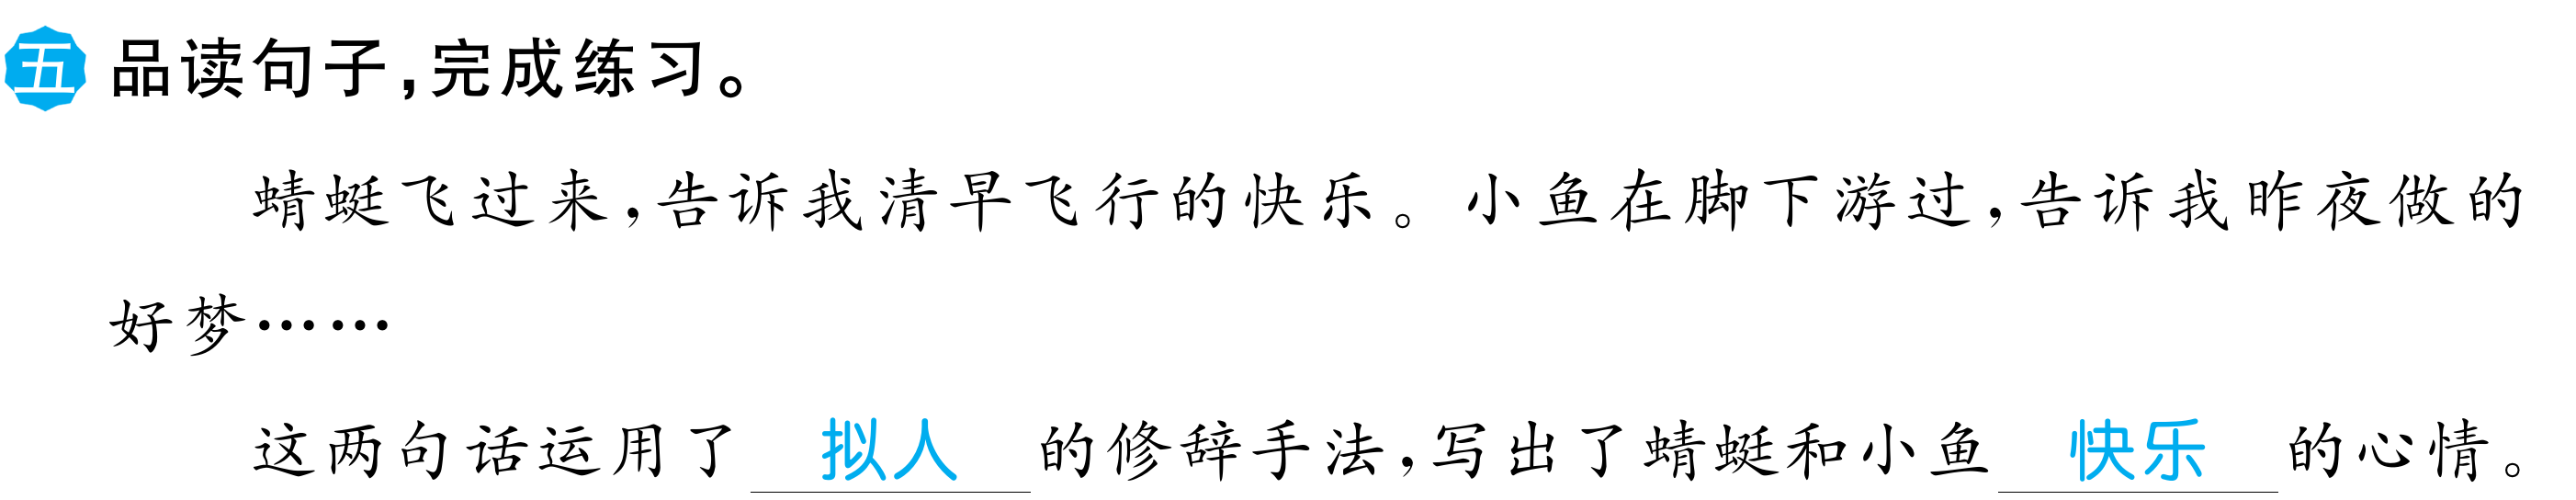 五 品读句子,完成练习。
蜻蜓飞过来,告诉我清早飞行的快乐。小鱼在脚下游过,告诉我昨夜做的
好梦……
这两句话运用了 拟人 的修辞手法,写出了蜻蜓和小鱼 快乐 的心情。